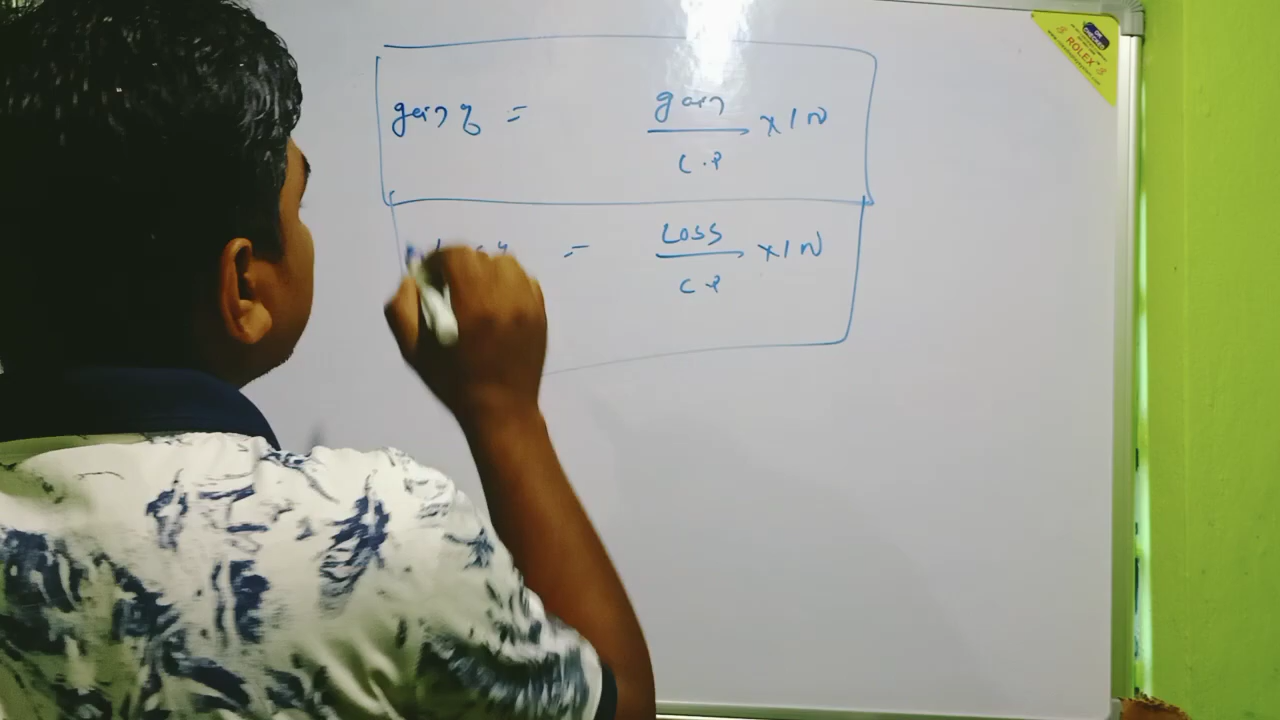 gain % = gain / C.P × 100
= Loss / C.P × 100
ROLEX